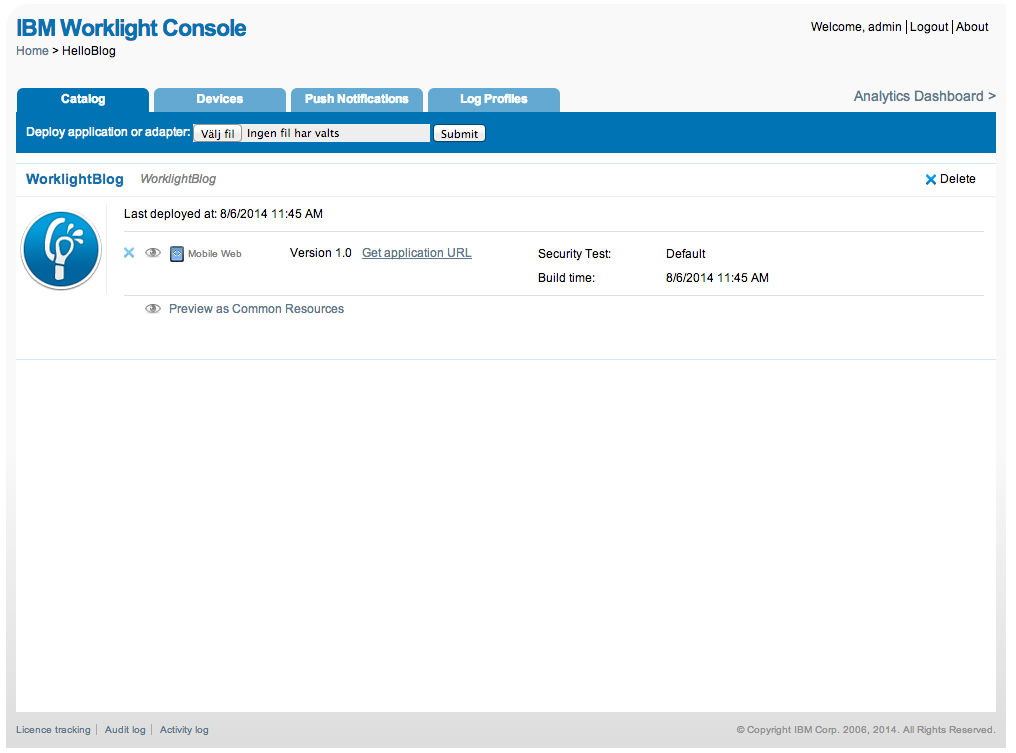 IBM Worklight Console
Welcome, admin | Logout | About
Home > HelloBlog
Catalog
Devices
Push Notifications
Log Profiles
Analytics Dashboard >
Deploy application or adapter: Välj fil Ingen fil har valts Submit
WorklightBlog WorklightBlog Delete
Last deployed at: 8/6/2014 11:45 AM
Mobile Web Version 1.0 Get application URL Security Test: Default
Build time: 8/6/2014 11:45 AM
Preview as Common Resources
Licence tracking | Audit log | Activity log © Copyright IBM Corp. 2006, 2014. All Rights Reserved.